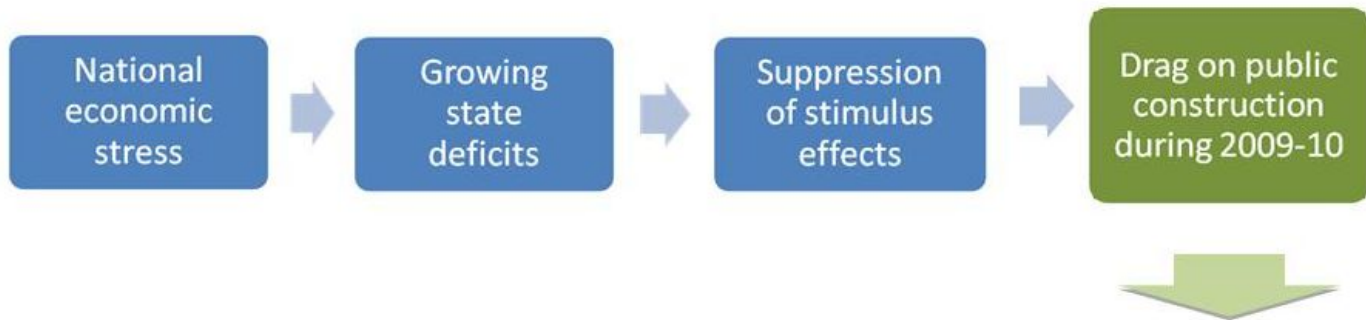 National
economic
stress
Growing
state
deficits
Suppression
of stimulus
effects
Drag on public
construction
during 2009-10